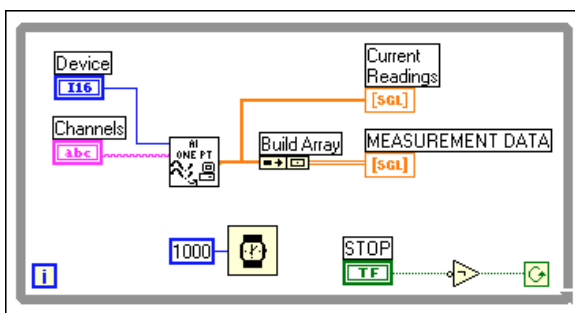 Device
I16
Channels
abc
AI
ONE PT
Current
Readings
[SGL]
Build Array
MEASUREMENT DATA
[SGL]
1000
STOP
TF
i